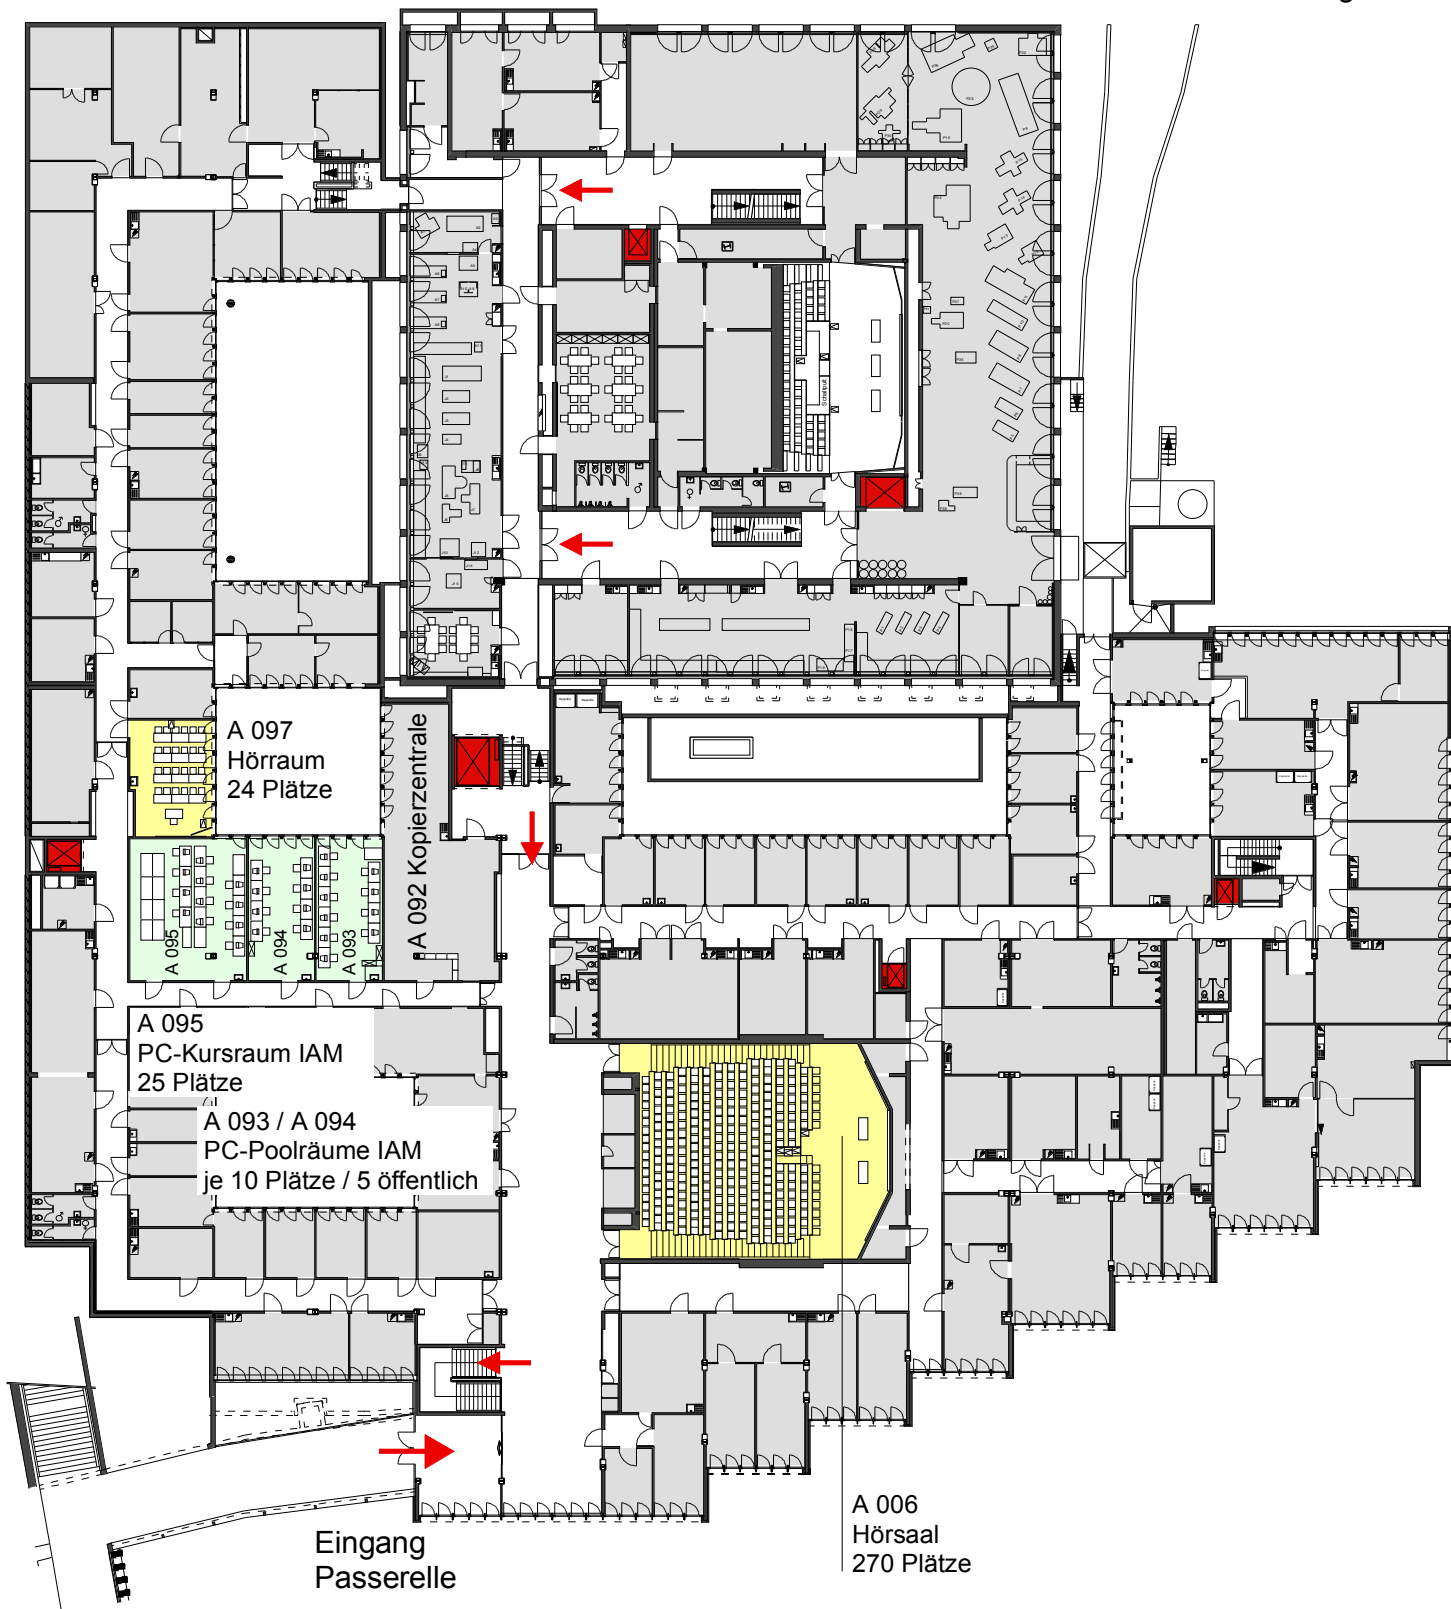 g
Schaltpult
A 097
Hörraum
24 Plätze
A 092 Kopierzentrale
A 095
A 094
A 093
A 095
PC-Kursraum IAM
25 Plätze
A 093 / A 094
PC-Poolräume IAM
je 10 Plätze / 5 öffentlich
A 006
Hörsaal
270 Plätze
Eingang
Passerelle